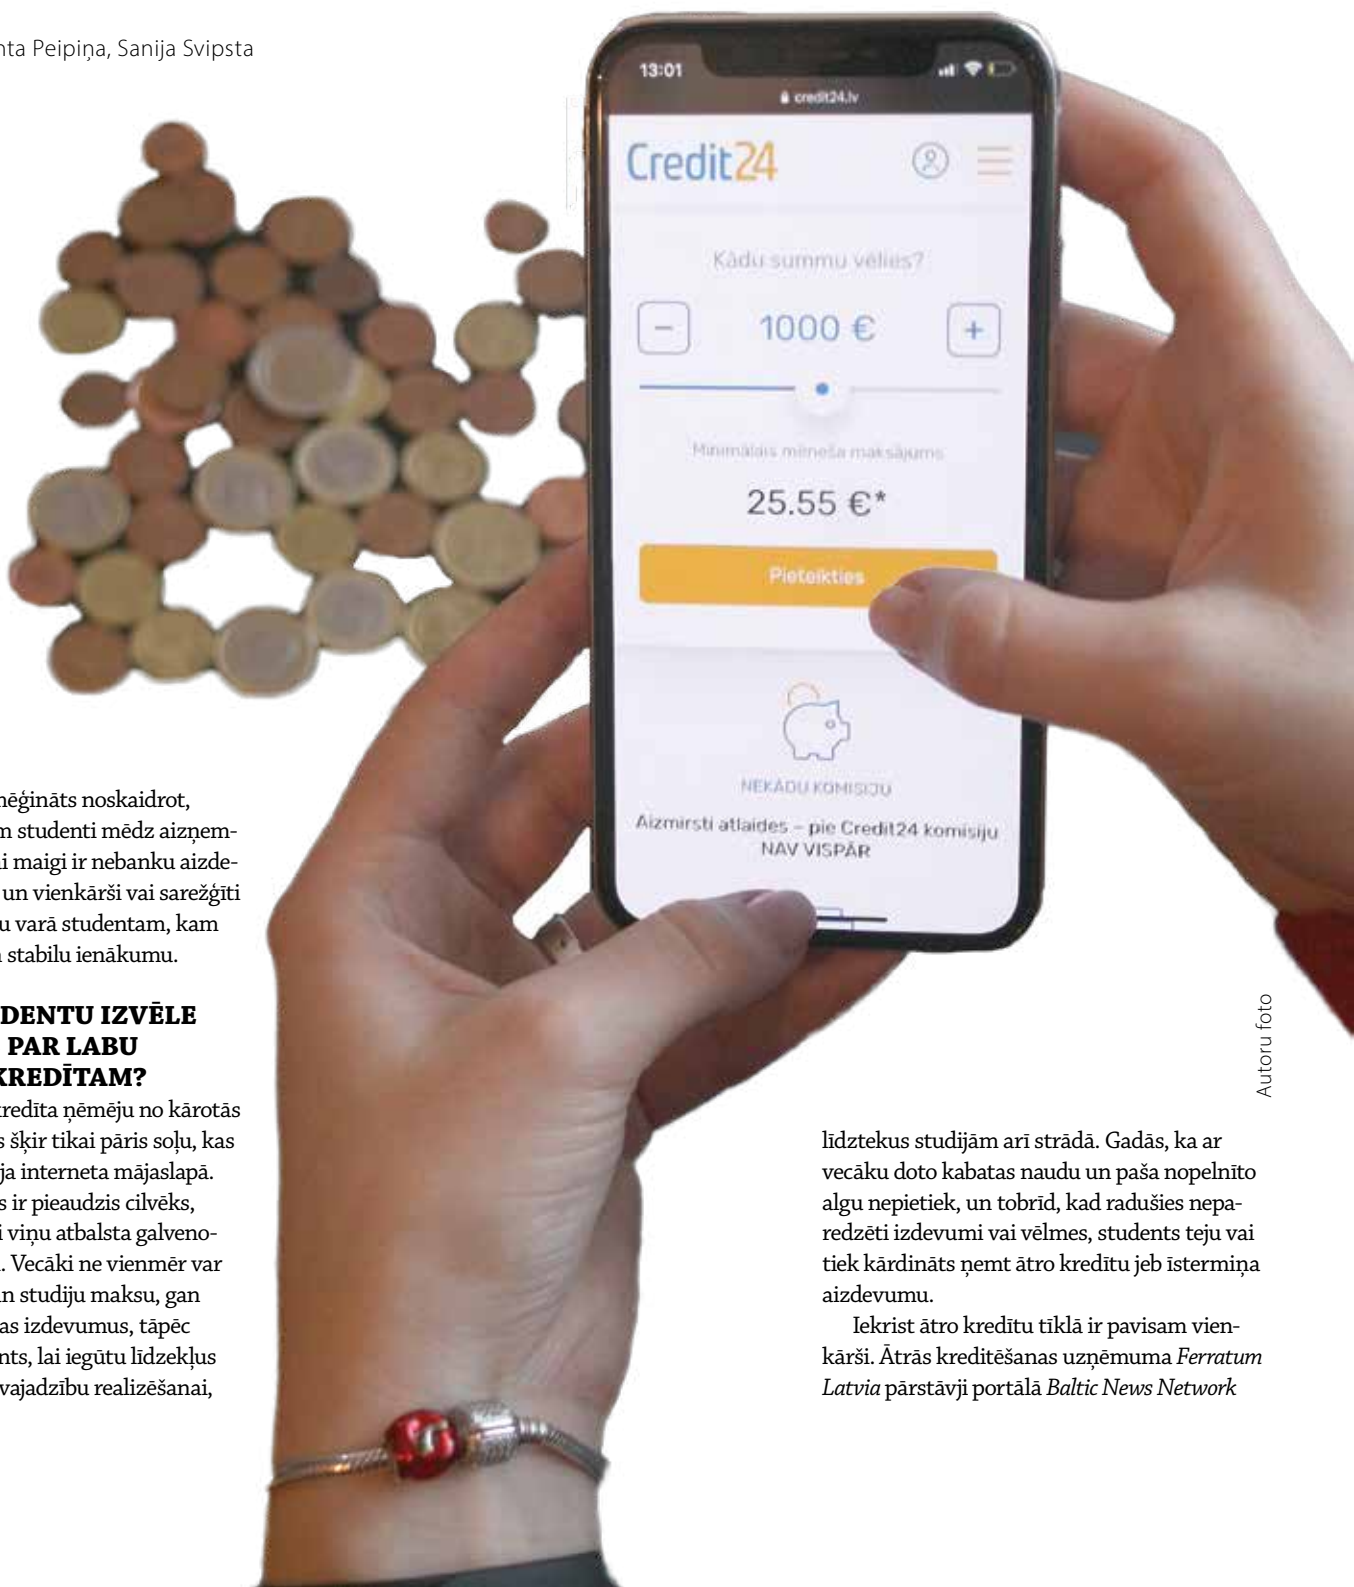 nta Peipiņa, Sanija Svipsta
13:01
credit24.lv
Credit24
Kādu summu vēlies?
− 1000 € +
Minimālais mēneša maksājums
25.55 €*
Pieteikties
NEKĀDU KOMISIJU
Aizmirsti atlaides – pie Credit24 komisiju
NAV VISPĀR
mēģināts noskaidrot,
m studenti mēdz aizņem-
ai maigi ir nebanku aizde-
un vienkārši vai sarežģīti
u varā studentam, kam
stabilu ienākumu.
DENTU IZVĒLE
PAR LABU
KREDĪTAM?
kredīta ņēmēju no kārotās
s šķir tikai pāris soļu, kas
ja interneta mājaslapā.
s ir pieaudzis cilvēks,
i viņu atbalsta galveno-
. Vecāki ne vienmēr var
an studiju maksu, gan
as izdevumus, tāpēc
nts, lai iegūtu līdzekļus
vajadzību realizēšanai,
Autoru foto
līdztekus studijām arī strādā. Gadās, ka ar
vecāku doto kabatas naudu un paša nopelnīto
algu nepietiek, un tobrīd, kad radušies nepa-
redzēti izdevumi vai vēlmes, students teju vai
tiek kārdināts ņemt ātro kredītu jeb īstermiņa
aizdevumu.
Iekrist ātro kredītu tīklā ir pavisam vien-
kārši. Ātrās kreditēšanas uzņēmuma Ferratum
Latvia pārstāvji portālā Baltic News Network